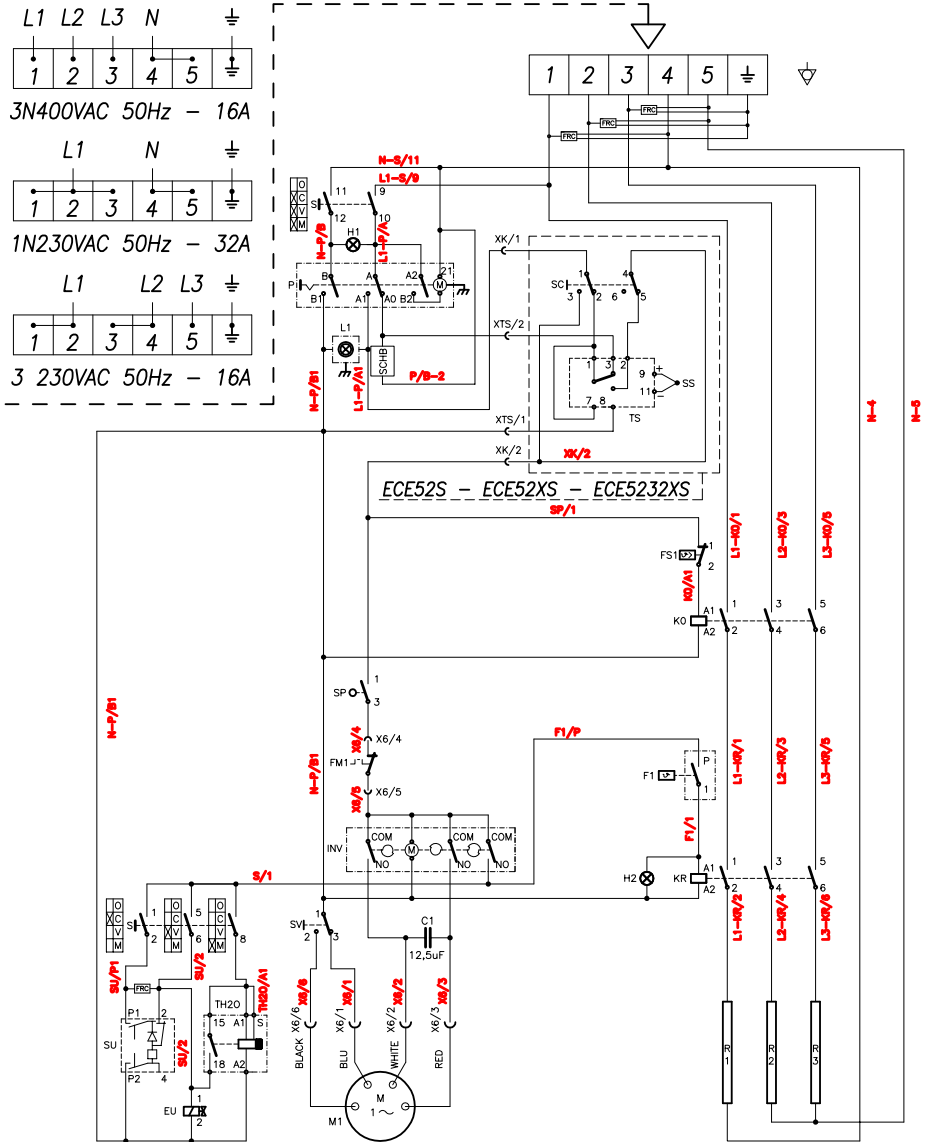 L1 L2 L3 N
1 2 3 4 5
3N400VAC 50Hz - 16A
L1 N
1 2 3 4 5
1N230VAC 50Hz - 32A
L1 L2 L3
1 2 3 4 5
3 230VAC 50Hz - 16A
1 2 3 4 5
FRC
FRC
FRC
N-S/11
L1-S/9
O
C
V
M
X
X
X
S
11
12
9
10
N-P/B
H1
L1-P/A
P
B
B1
A
A1
A0
A2
B2
21
M
L1
SCHB
N-P/B1
L1-P/A1
P/B-2
XK/1
XTS/2
XTS/1
XK/2
SC
1
3
2
4
6
5
1 3 2
9
11
+
-
SS
7 8
TS
XK/2
ECE52S - ECE52XS - ECE5232XS
SP/1
FS1
1
2
K0/A1
K0
A1
A2
1
2
3
4
5
6
L1-K0/1
L2-K0/3
L3-K0/5
N-4
N-5
SP
1
3
X6/4
X6/4
FM1
X6/5
X6/5
N-P/B1
N-P/B1
F1/P
F1
P
1
F1/1
L1-KR/1
L2-KR/3
L3-KR/5
INV
COM
NO
M
COM
NO
COM
NO
H2
KR
A1
A2
1
2
3
4
5
6
L1-KR/2
L2-KR/4
L3-KR/6
S/1
O
C
V
M
X
S
1
2
O
C
V
M
X
5
6
O
C
V
M
X
8
SU/P1
SU/2
TH20/A1
FRC
SU
P1
2
P2
4
SU/2
TH20
15
A1
S
18
A2
EU
1
2
SV
1
2
3
C1
12,5uF
X6/6
X6/1
X6/2
X6/3
X6/6
X6/1
X6/2
X6/3
BLACK
BLU
WHITE
RED
M
1
M1
R1
R2
R3